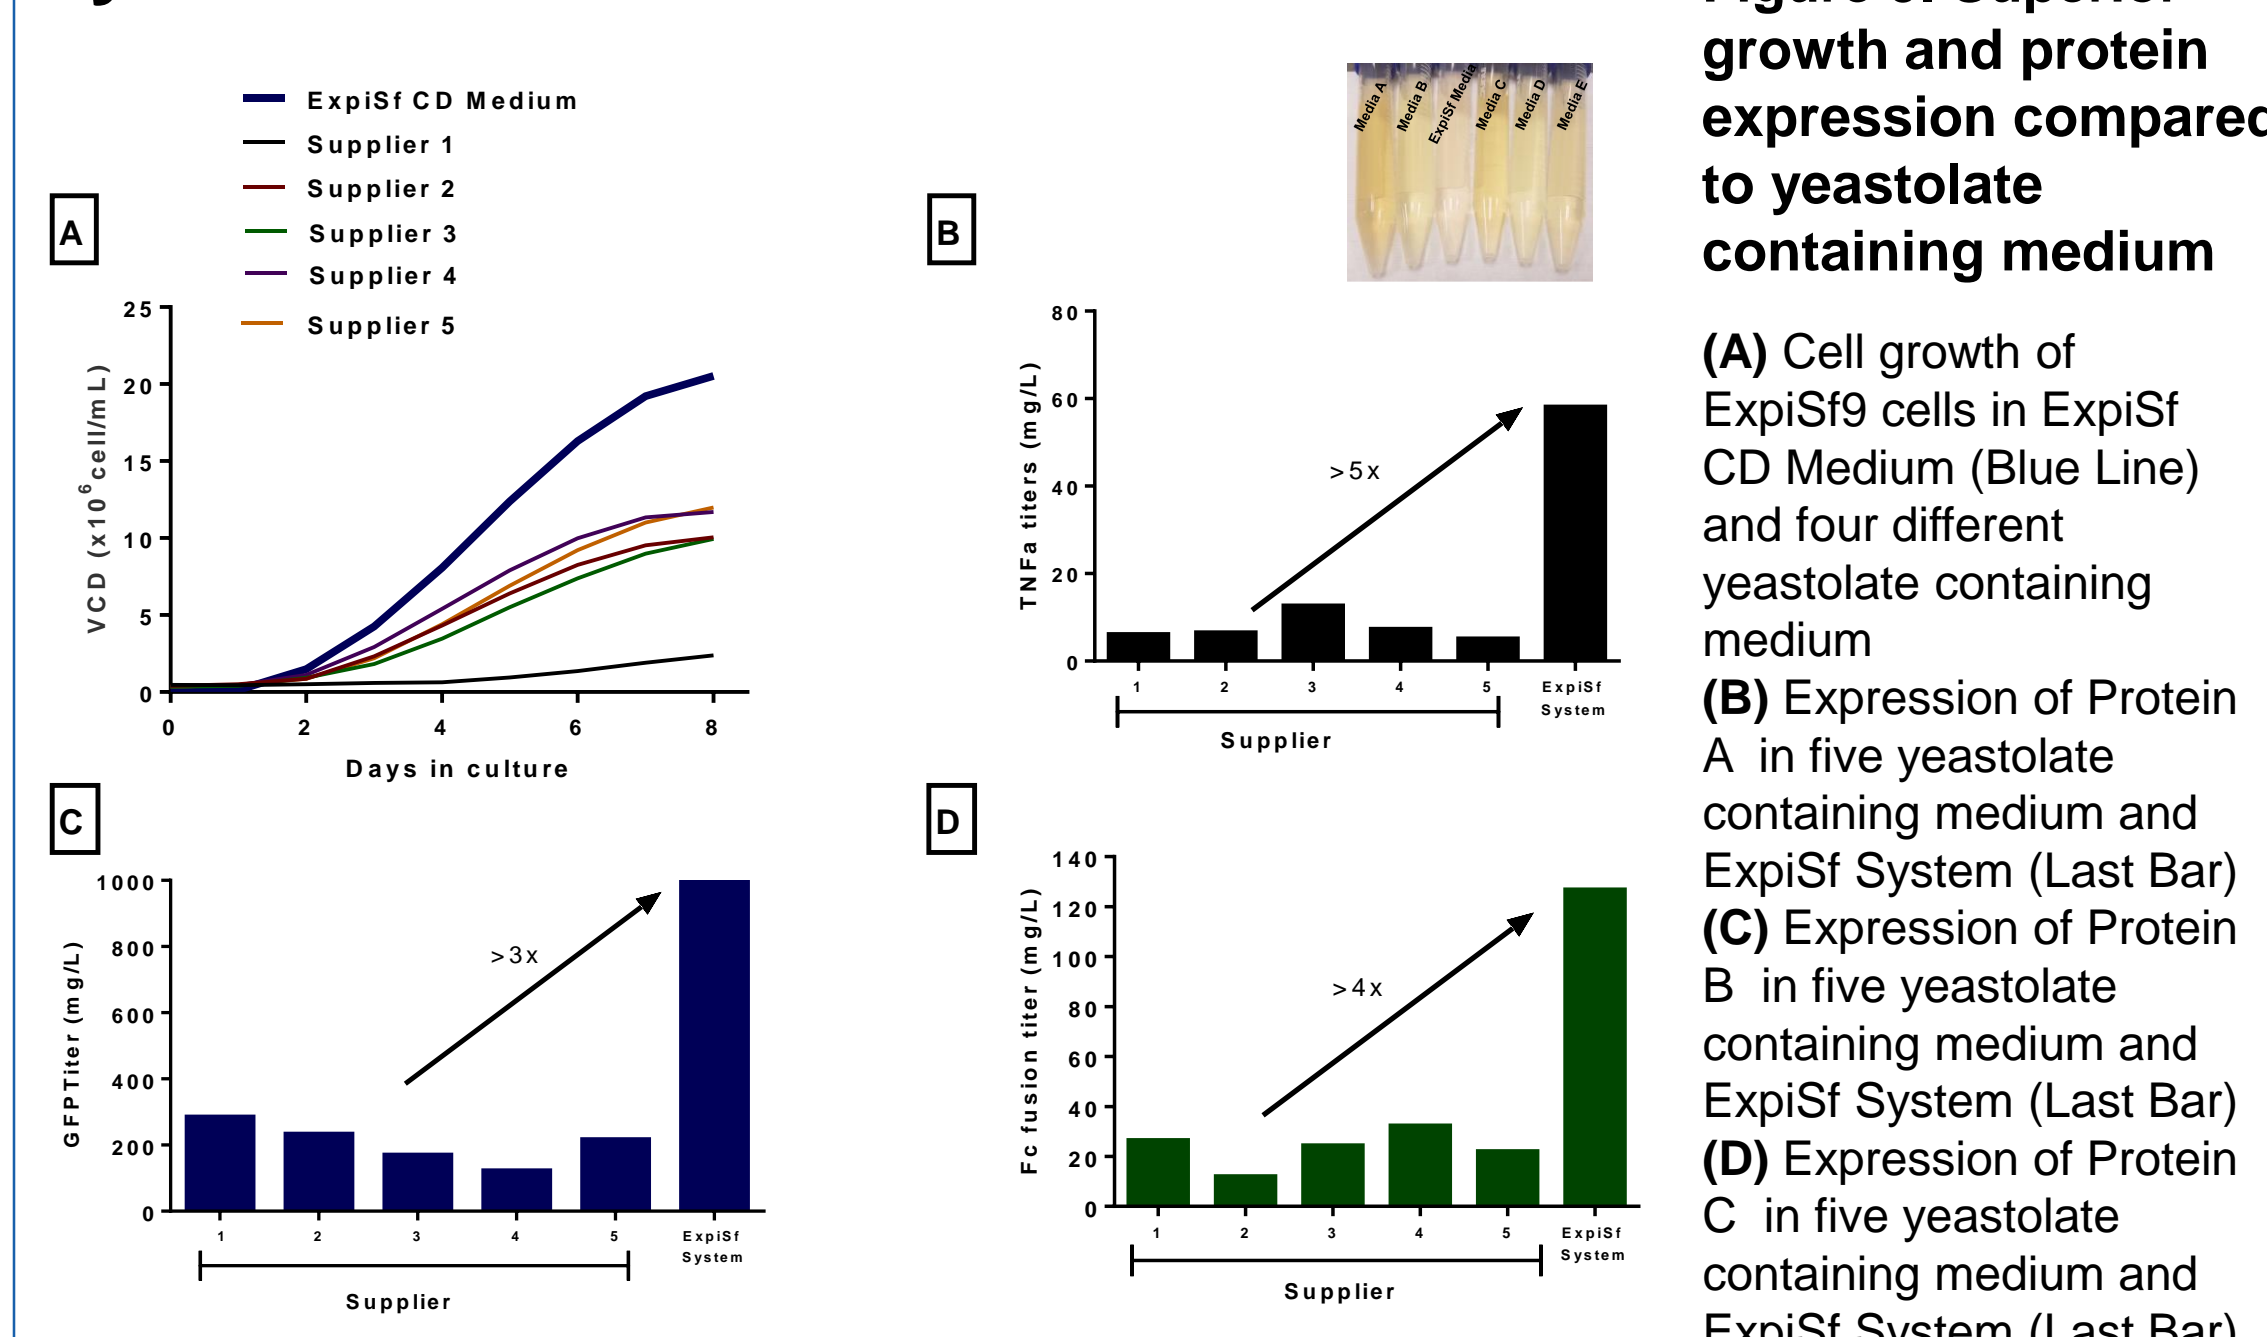 ExpiSf CD Medium
Supplier 1
Supplier 2
Supplier 3
Supplier 4
Supplier 5
A
25
20
15
10
5
0
VCD (x10^6 cell/mL)
0 2 4 6 8
Days in culture
Media A
Media B
ExpiSf Media
Media C
Media D
Media E
B
80
60
40
20
0
TNFa titers (mg/L)
>5x
1 2 3 4 5 ExpiSf
System
Supplier
C
1000
800
600
400
200
0
GFPTiter (mg/L)
>3x
1 2 3 4 5 ExpiSf
System
Supplier
D
140
120
100
80
60
40
20
0
Fc fusion titer (mg/L)
>4x
1 2 3 4 5 ExpiSf
System
Supplier
growth and protein
expression compared
to yeastolate
containing medium
(A) Cell growth of
ExpiSf9 cells in ExpiSf
CD Medium (Blue Line)
and four different
yeastolate containing
medium
(B) Expression of Protein
A in five yeastolate
containing medium and
ExpiSf System (Last Bar)
(C) Expression of Protein
B in five yeastolate
containing medium and
ExpiSf System (Last Bar)
(D) Expression of Protein
C in five yeastolate
containing medium and
ExpiSf System (Last Bar)